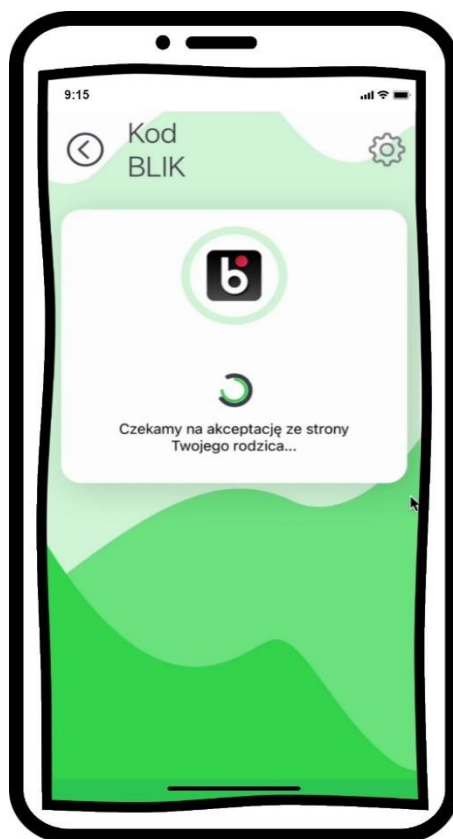 9:15
Kod
BLIK
b
Czekamy na akceptację ze strony
Twojego rodzica...